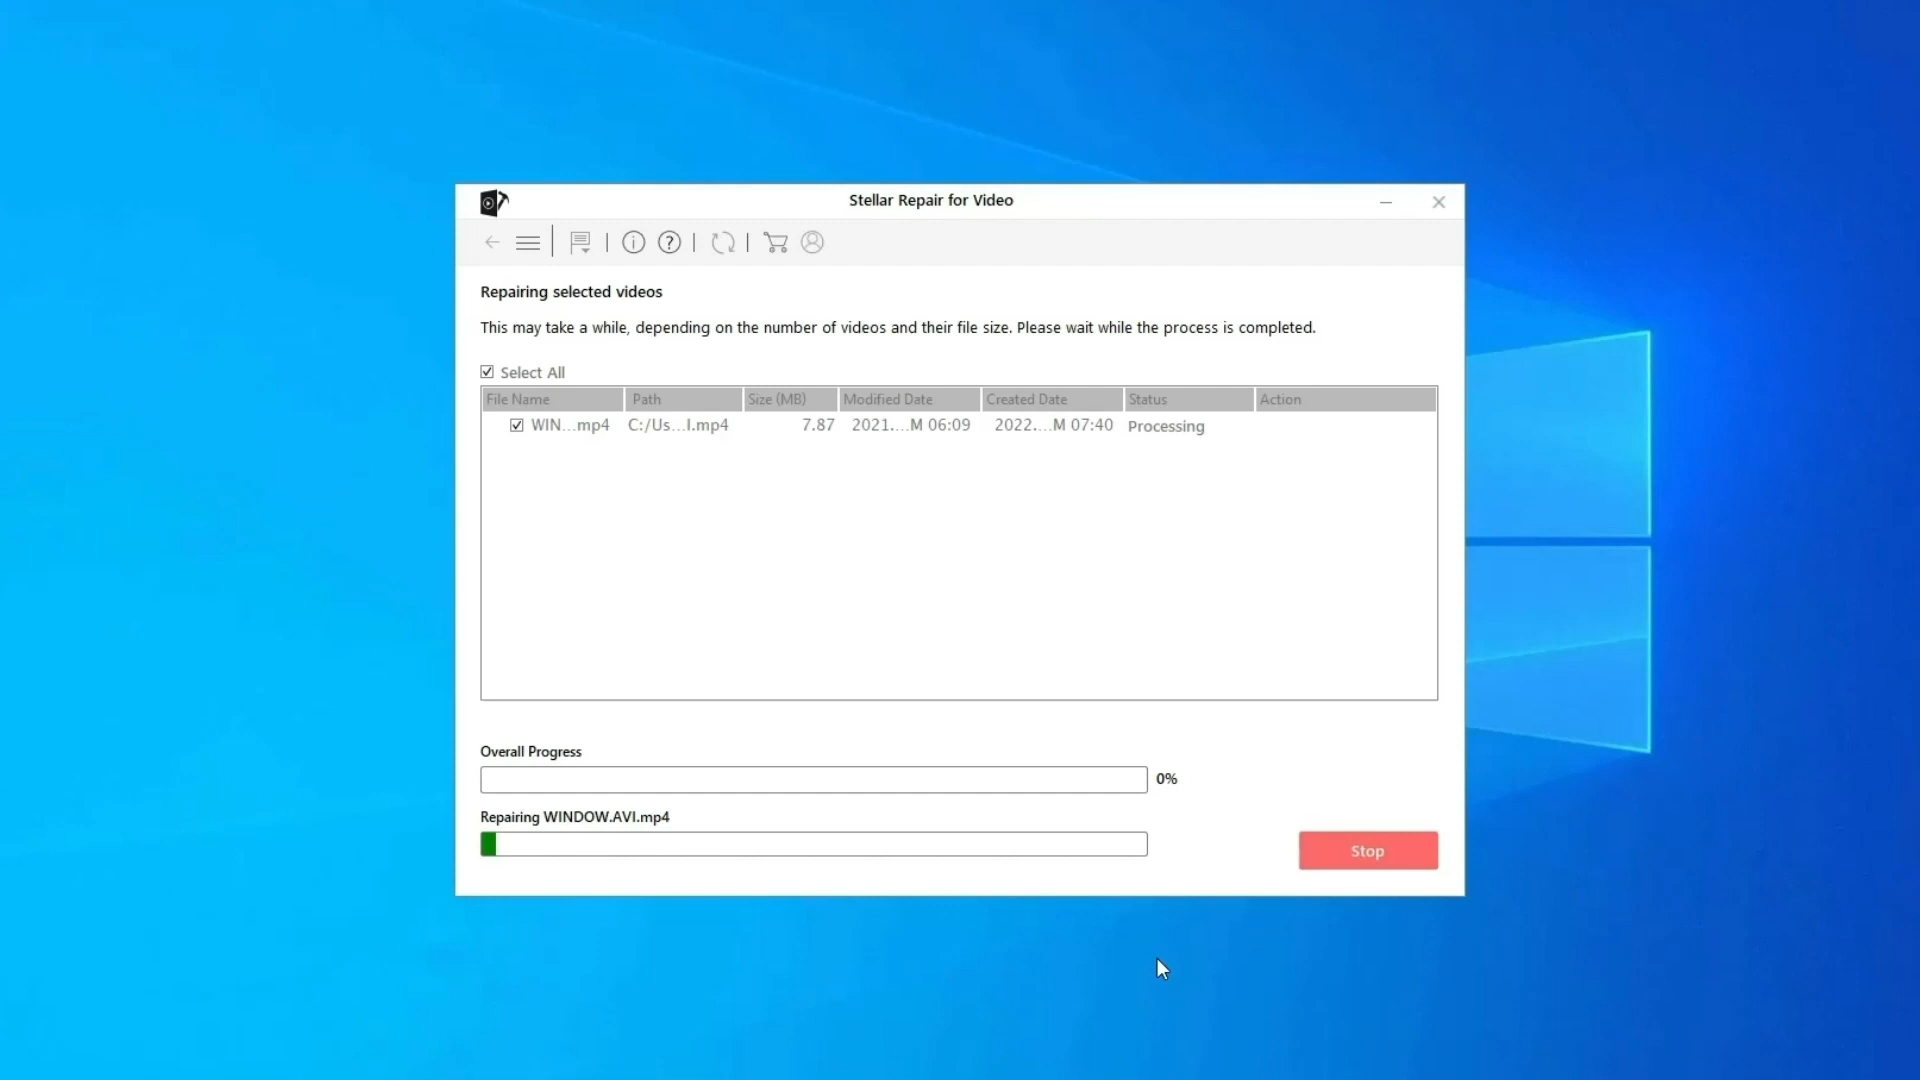 Stellar Repair for Video
Repairing selected videos
This may take a while, depending on the number of videos and their file size. Please wait while the process is completed.
Select All
File Name Path Size (MB) Modified Date Created Date Status Action
WIN...mp4 C:/Us...I.mp4 7.87 2021....M 06:09 2022....M 07:40 Processing
Overall Progress
0%
Repairing WINDOW.AVI.mp4
Stop